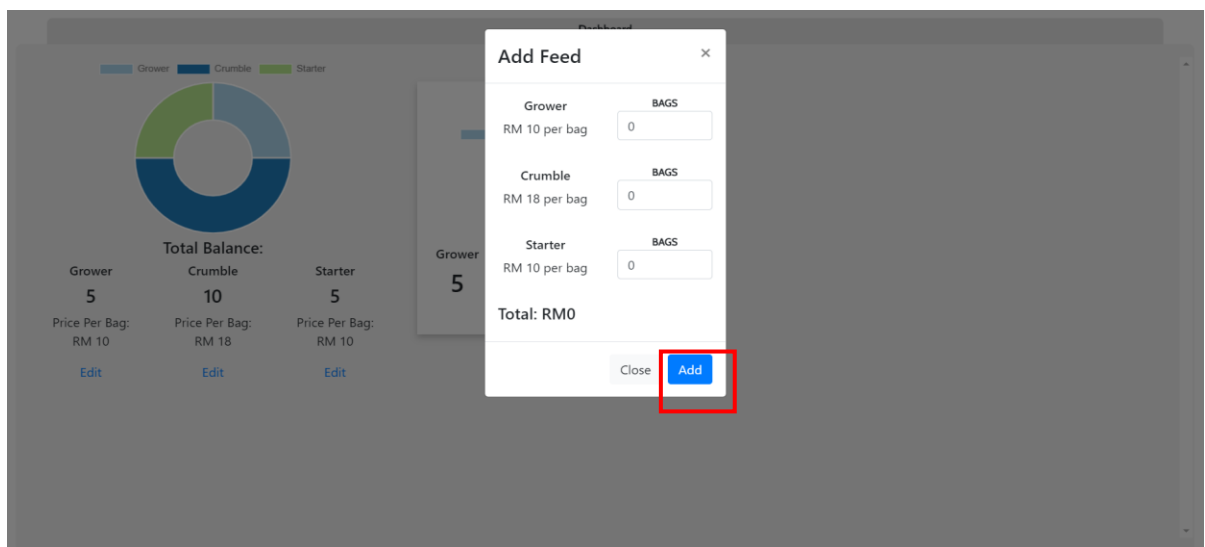 Dashboard
Grower Crumble Starter
Total Balance:
Grower Crumble Starter
5 10 5
Price Per Bag: Price Per Bag: Price Per Bag:
RM 10 RM 18 RM 10
Edit Edit Edit
Grower
5
Add Feed ×
Grower BAGS
RM 10 per bag 0
Crumble BAGS
RM 18 per bag 0
Starter BAGS
RM 10 per bag 0
Total: RM0
Close Add